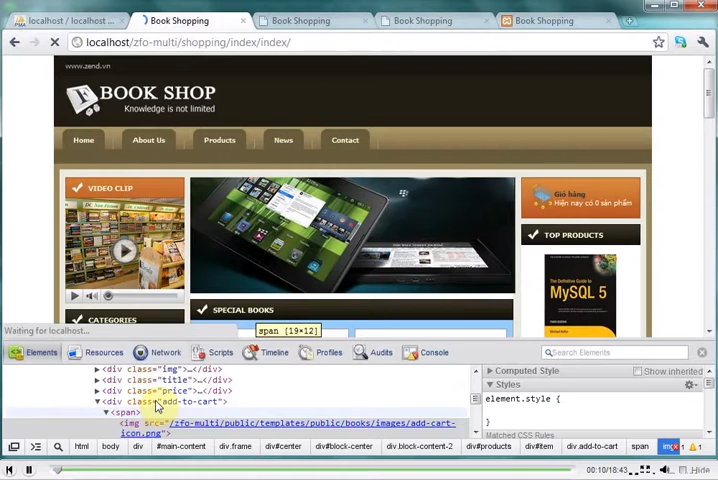 localhost / localhost /
Book Shopping
Book Shopping
Book Shopping
Book Shopping
localhost/zfo-multi/shopping/index/index/
www.zend.vn
BOOK SHOP
Knowledge is not limited
Home
About Us
Products
News
Contact
VIDEO CLIP
Giỏ hàng
Hiện nay có 0 sản phẩm
TOP PRODUCTS
The Definitive Guide to
MySQL 5
SPECIAL BOOKS
CATEGORIES
Waiting for localhost...
span [19×12]
Elements
Resources
Network
Scripts
Timeline
Profiles
Audits
Console
Search Elements
▶<div class="img">…</div>
▶<div class="title">…</div>
▶<div class="price">…</div>
▼<div class="add-to-cart">
▼<span>
<img src="/zfo-multi/public/templates/public/books/images/add-cart-
icon.png">
▶ Computed Style
Show inherited
▼ Styles
element.style {
}
Matched CSS Rules
html
body
div
#main-content
div.frame
div#center
div#block-center
div.block-content-2
div#products
div#item
div.add-to-cart
span
img
1
00:10/18:43
Hide